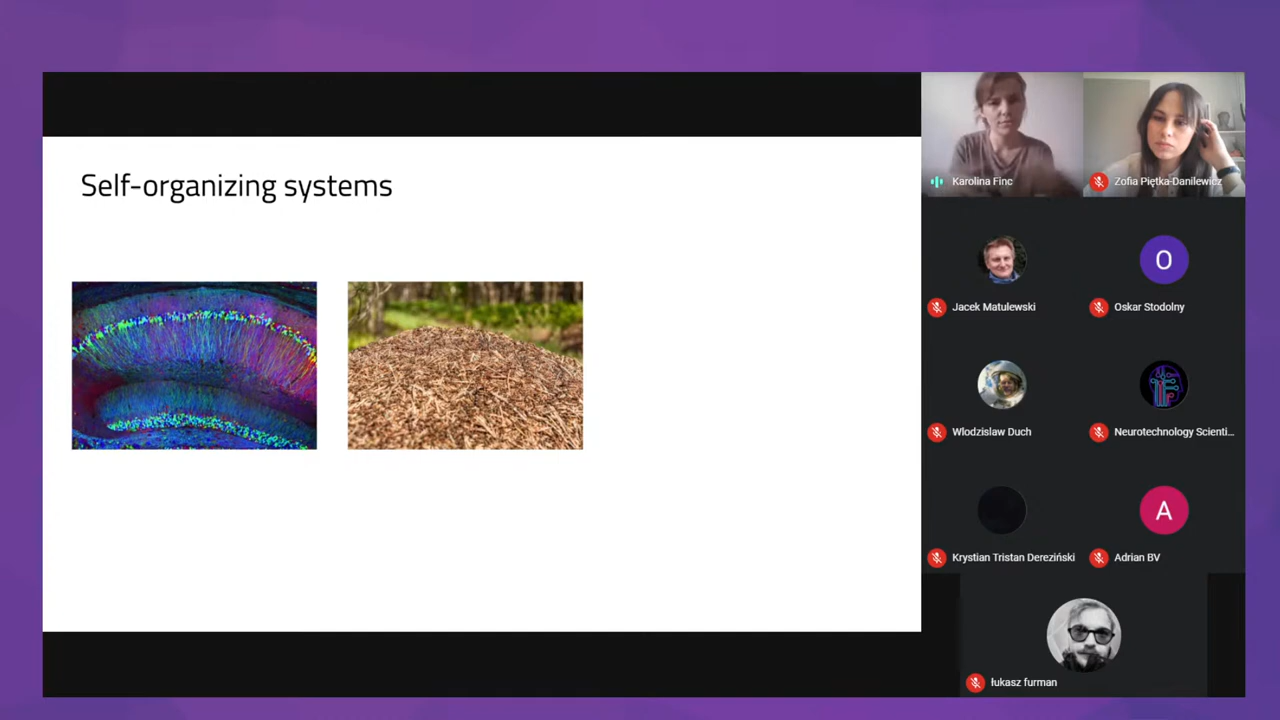 Self-organizing systems
Karolina Finc
Zofia Piętka-Danilewicz
Jacek Matulewski
O
Oskar Stodolny
Wlodzislaw Duch
Neurotechnology Scienti...
Krystian Tristan Dereziński
A
Adrian BV
łukasz furman